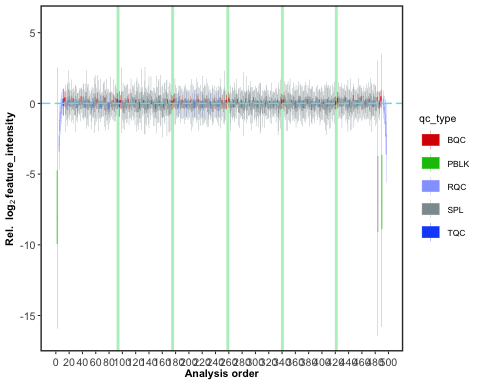 5
0
-5
-10
-15
0 20 40 60 80 100 120 140 160 180 200 220 240 260 280 300 320 340 360 380 400 420 440 460 480 500
Analysis order
Rel. log2feature_intensity
qc_type
BQC
PBLK
RQC
SPL
TQC